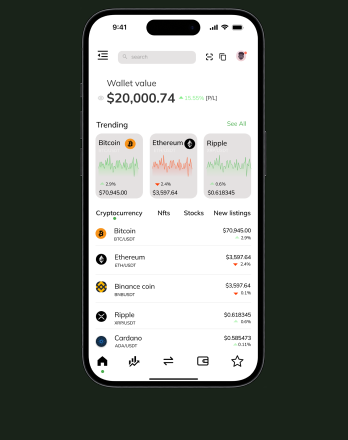 9:41
search
Wallet value
$20,000.74 10.55% [P/L]
Trending See All
Bitcoin Ethereum Ripple
2.9% 2.4% 0.6%
$70,945.00 $3,597.64 $0.618345
Cryptocurrency Nfts Stocks New listings
Bitcoin $70,945.00
BTC/USDT 2.9%
Ethereum $3,597.64
ETH/USDT 2.4%
Binance coin $3,597.64
BNBUSDT 0.1%
Ripple $0.618345
XRP/USDT 0.6%
Cardano $0.585473
ADA/USDT 0.11%